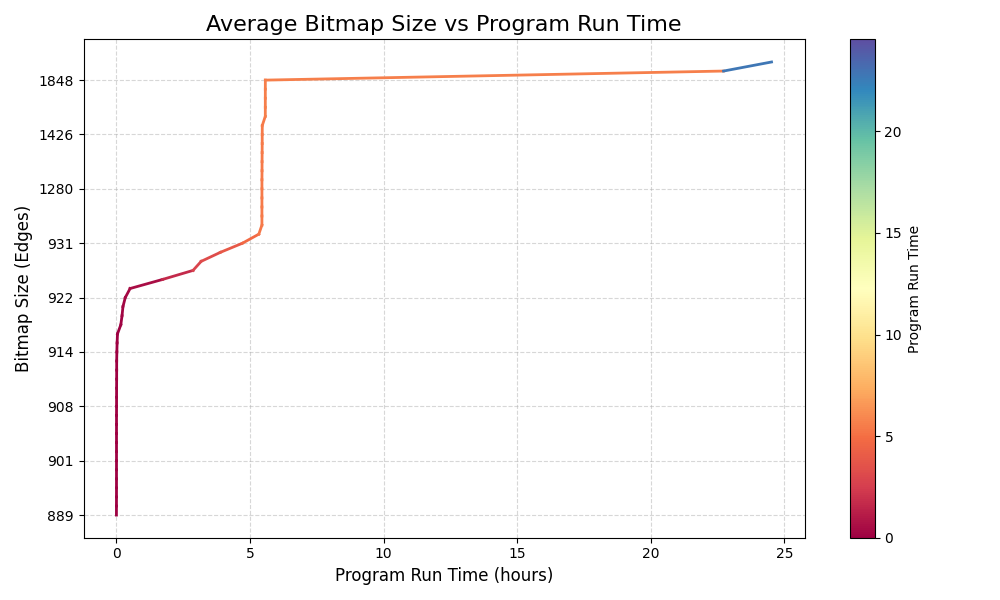 Average Bitmap Size vs Program Run Time
Bitmap Size (Edges)
1848
1426
1280
931
922
914
908
901
889
0 5 10 15 20 25
Program Run Time (hours)
20
15
10
5
0
Program Run Time